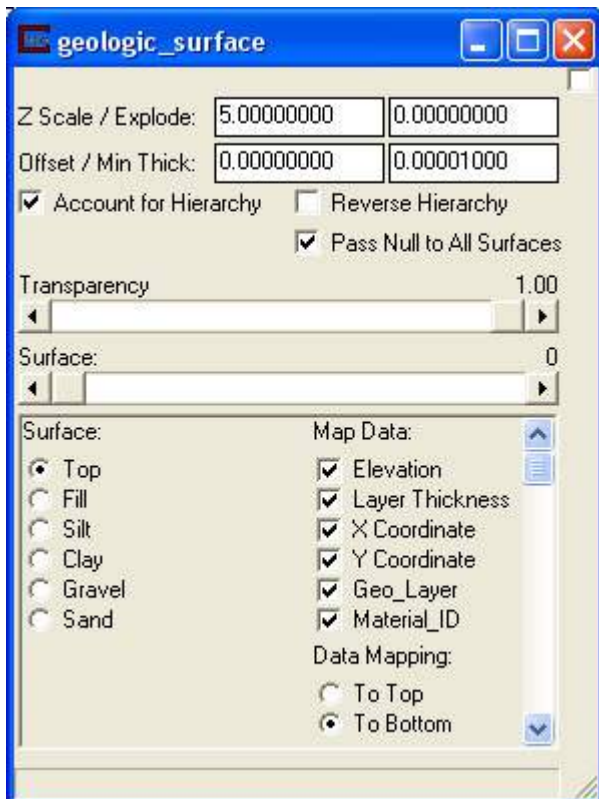 geologic_surface
Z Scale / Explode: 5.00000000 0.00000000
Offset / Min Thick: 0.00000000 0.00001000
Account for Hierarchy Reverse Hierarchy
Pass Null to All Surfaces
Transparency 1.00
Surface: 0
Surface: Map Data:
Top Elevation
Fill Layer Thickness
Silt X Coordinate
Clay Y Coordinate
Gravel Geo_Layer
Sand Material_ID
Data Mapping:
To Top
To Bottom